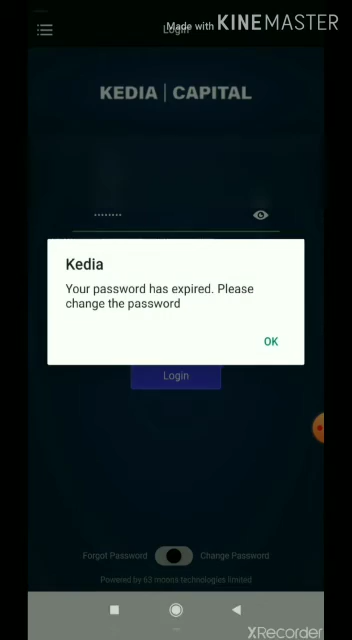 Made with KINEMASTER
Login
KEDIA | CAPITAL
••••••••
Kedia
Your password has expired. Please
change the password
OK
Login
Forgot Password
Change Password
Powered by 63 moons technologies limited
XRecorder